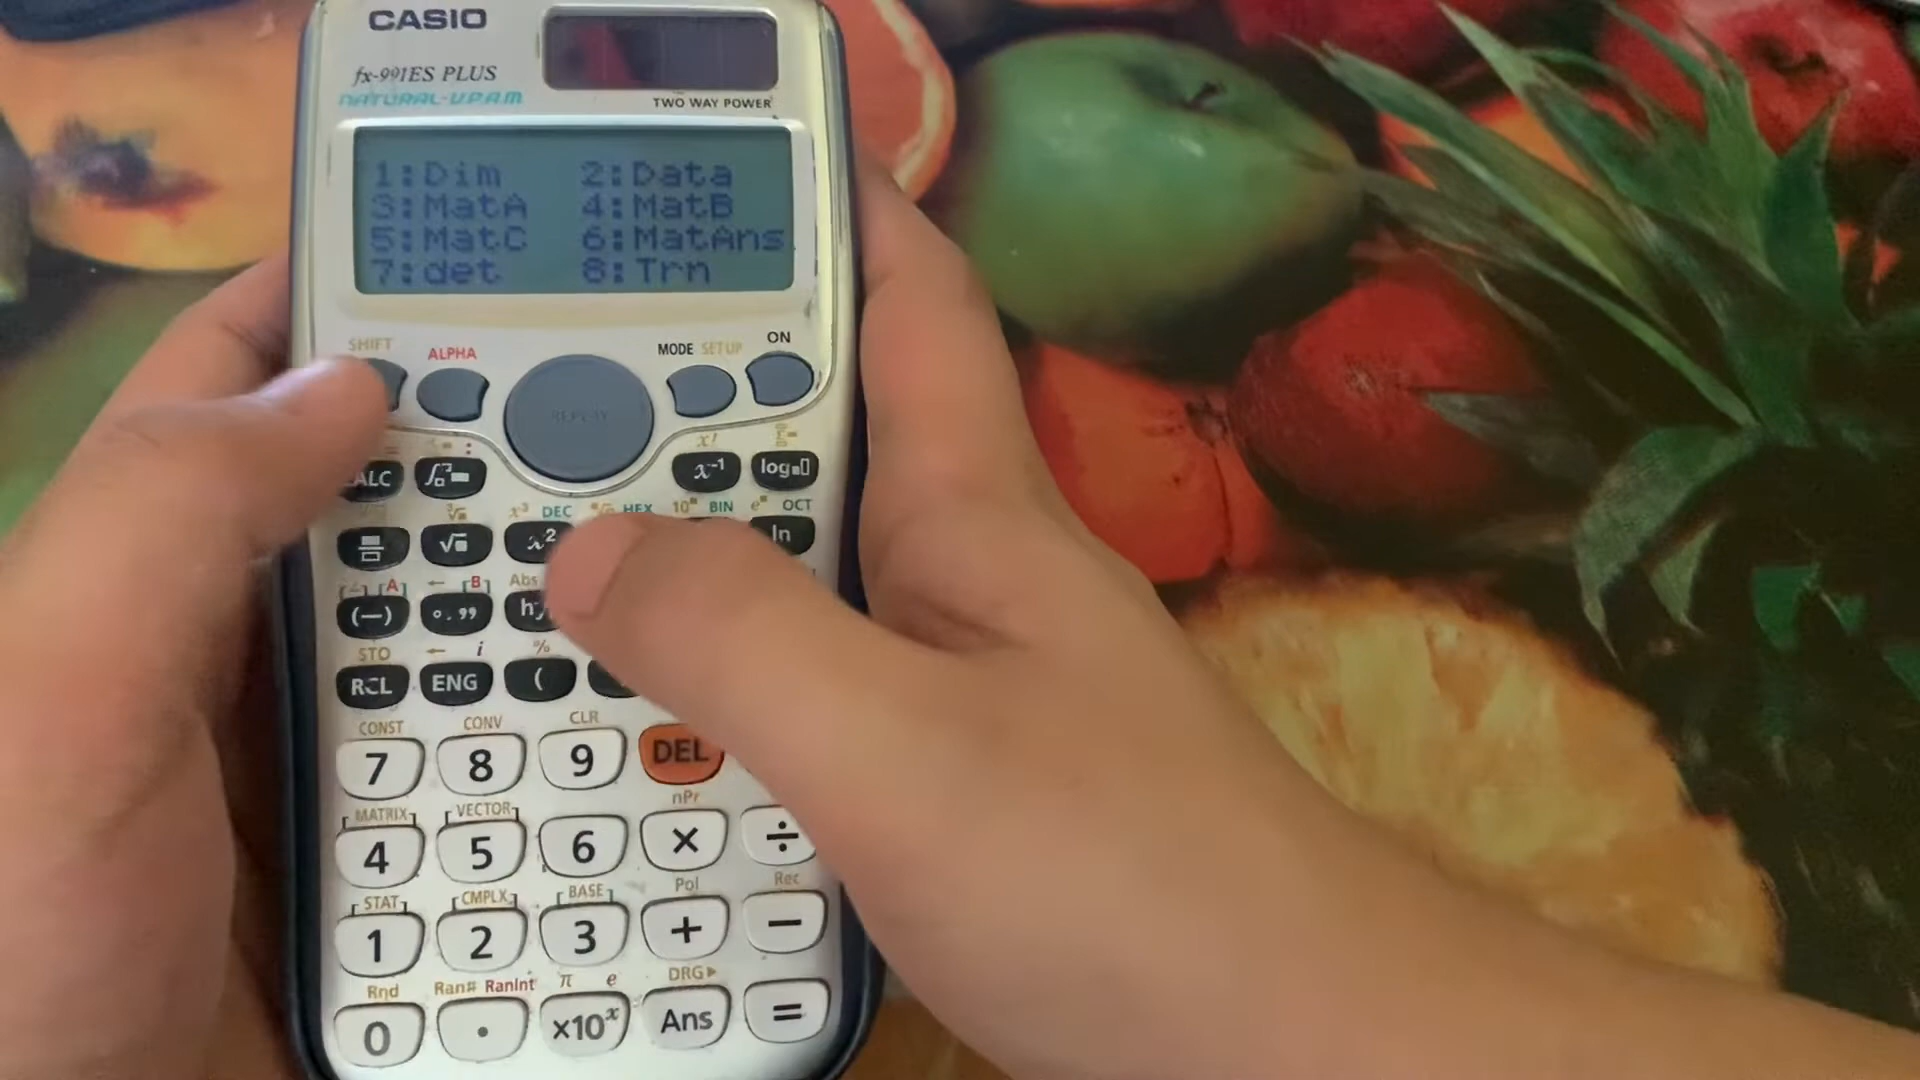 CASIO
fx-991ES PLUS
NATURAL-V.P.A.M.
TWO WAY POWER
1:Dim 2:Data
3:MatA 4:MatB
5:MatC 6:MatAns
7:det 8:Trn
SHIFT ALPHA MODE SETUP ON
REPLAY
x!
ALC x⁻¹ log
x³ DEC HEX 10 BIN e OCT
x² ln
A B Abs
(—)
STO i %
RCL ENG (
CONST CONV CLR
7 8 9 DEL
MATRIX VECTOR nPr
4 5 6 × ÷
STAT CMPLX BASE Pol Rec
1 2 3 + −
Rnd Ran# RanInt π e DRG▶
0 . ×10ˣ Ans =